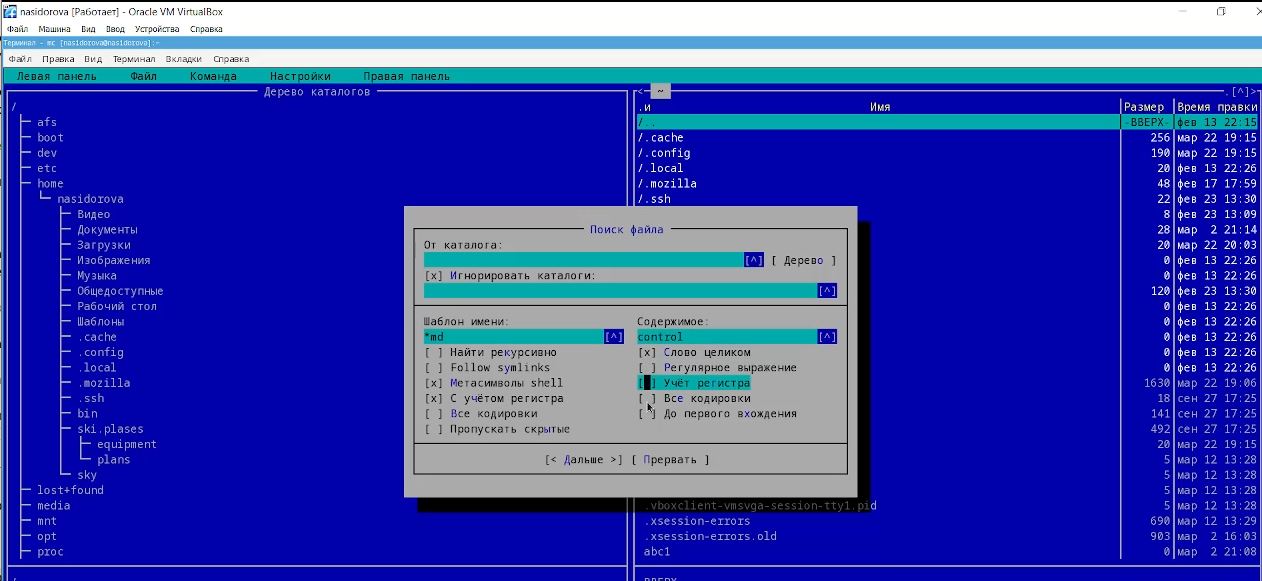 nasidorova [Работает] - Oracle VM VirtualBox
Файл Машина Вид Ввод Устройства Справка
Терминал - mc [nasidorova@nasidorova]:~
Файл Правка Вид Терминал Вкладки Справка
Левая панель Файл Команда Настройки Правая панель
Дерево каталогов
<- ~ .[^]>
/
.и Имя Размер Время правки
/.. -ВВЕРХ- фев 13 22:15
/.cache 256 мар 22 19:15
/.config 190 мар 22 19:15
/.local 20 фев 13 22:26
/.mozilla 48 фев 17 17:59
/.ssh 22 фев 23 13:30
8 фев 23 13:09
28 мар 2 21:14
20 мар 22 20:03
0 фев 13 22:26
0 фев 13 22:26
120 фев 23 13:30
0 фев 13 22:26
0 фев 13 22:26
0 фев 13 22:26
0 фев 13 22:26
0 фев 13 22:26
1630 мар 22 19:06
18 сен 27 17:25
141 сен 27 17:25
492 сен 27 17:25
20 мар 22 19:15
5 мар 12 13:28
5 мар 12 13:28
5 мар 12 13:28
.vboxclient-vmsvga-session-tty1.pid 5 мар 12 13:28
.xsession-errors 690 мар 12 13:29
.xsession-errors.old 903 мар 2 16:03
abc1 0 мар 2 21:08
afs
boot
dev
etc
home
nasidorova
Видео
Документы
Загрузки
Изображения
Музыка
Общедоступные
Рабочий стол
Шаблоны
.cache
.config
.local
.mozilla
.ssh
bin
ski.plases
equipment
plans
sky
lost+found
media
mnt
opt
proc
Поиск файла
От каталога:
[^] [ Дерево ]
[x] Игнорировать каталоги:
[^]
Шаблон имени: Содержимое:
*md [^] control [^]
[ ] Найти рекурсивно [x] Слово целиком
[ ] Follow symlinks [ ] Регулярное выражение
[x] Метасимволы shell [ ] Учёт регистра
[x] С учётом регистра [ ] Все кодировки
[ ] Все кодировки [ ] До первого вхождения
[ ] Пропускать скрытые
[< Дальше >] [ Прервать ]